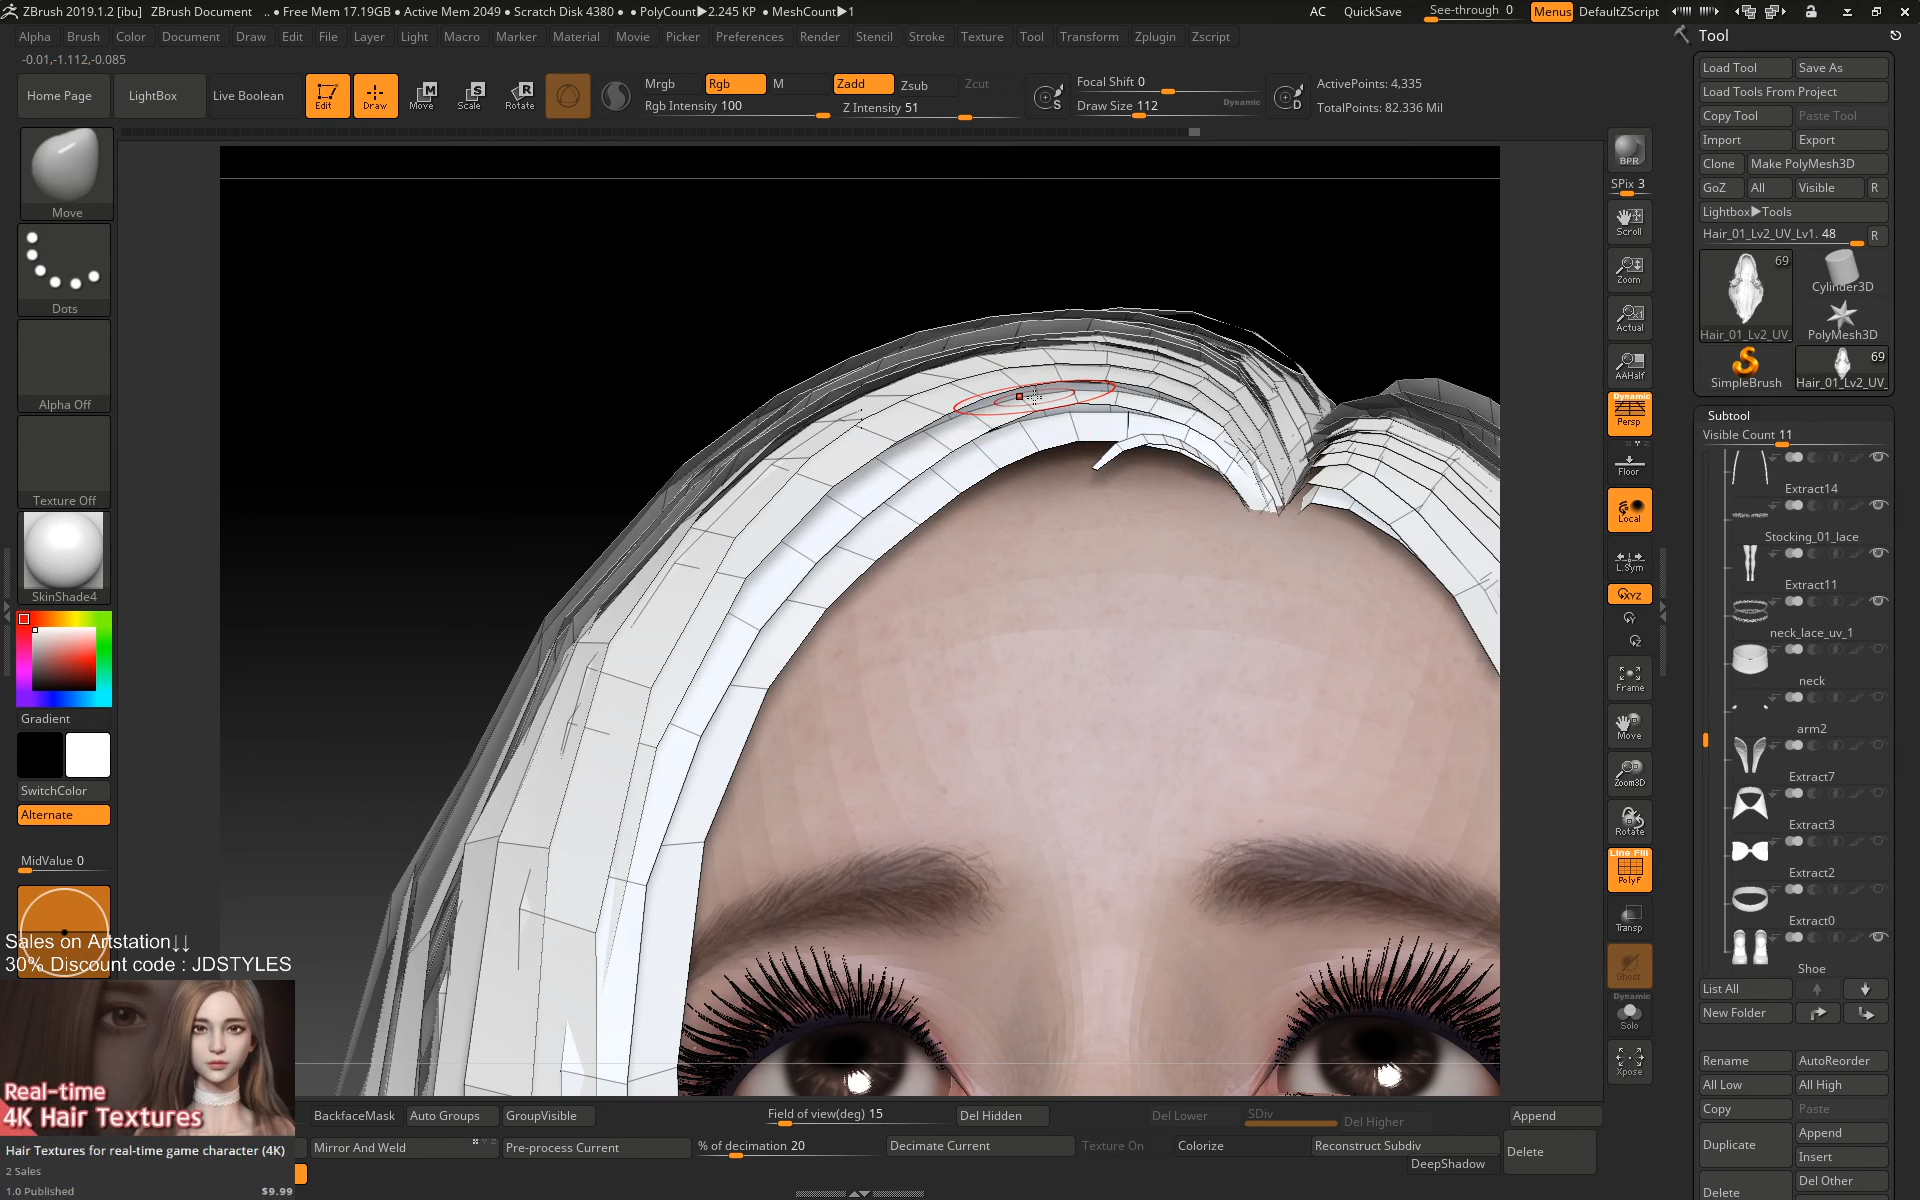 ZBrush 2019.1.2 [ibu] ZBrush Document .. • Free Mem 17.19GB • Active Mem 2049 • Scratch Disk 4380 • • PolyCount▶2.245 KP • MeshCount▶1
AC QuickSave See-through 0 Menus DefaultZScript
Alpha Brush Color Document Draw Edit File Layer Light Macro Marker Material Movie Picker Preferences Render Stencil Stroke Texture Tool Transform Zplugin Zscript
-0.01,-1.112,-0.085
Home Page LightBox Live Boolean Edit Draw Move Scale Rotate
Mrgb Rgb M Zadd Zsub Zcut
Rgb Intensity 100 Z Intensity 51
Focal Shift 0
Draw Size 112 Dynamic
ActivePoints: 4,335
TotalPoints: 82.336 Mil
Move
Dots
Alpha Off
Texture Off
SkinShade4
Gradient
SwitchColor
Alternate
MidValue 0
Sales on Artstation↓↓
30% Discount code : JDSTYLES
Real-time
4K Hair Textures
Hair Textures for real-time game character (4K)
2 Sales
1.0 Published $9.99
BackfaceMask Auto Groups GroupVisible Field of view(deg) 15 Del Hidden Del Lower SDiv Del Higher Append
Mirror And Weld Pre-process Current % of decimation 20 Decimate Current Texture On Colorize Reconstruct Subdiv Delete
DeepShadow
BPR
SPix 3
Scroll
Zoom
Actual
AAHalf
Dynamic
Persp
Floor
Local
L.Sym
XYZ
Frame
Move
Zoom3D
Rotate
Line Fill
PolyF
Transp
Ghost
Dynamic
Solo
Xpose
Tool
Load Tool Save As
Load Tools From Project
Copy Tool Paste Tool
Import Export
Clone Make PolyMesh3D
GoZ All Visible R
Lightbox▶Tools
Hair_01_Lv2_UV_Lv1. 48 R
69
Cylinder3D
Hair_01_Lv2_UV_ PolyMesh3D
69
SimpleBrush Hair_01_Lv2_UV_
Subtool
Visible Count 11
Extract14
Stocking_01_lace
Extract11
neck_lace_uv_1
neck
arm2
Extract7
Extract3
Extract2
Extract0
Shoe
List All
New Folder
Rename AutoReorder
All Low All High
Copy Paste
Duplicate Append
Insert
Delete Del Other